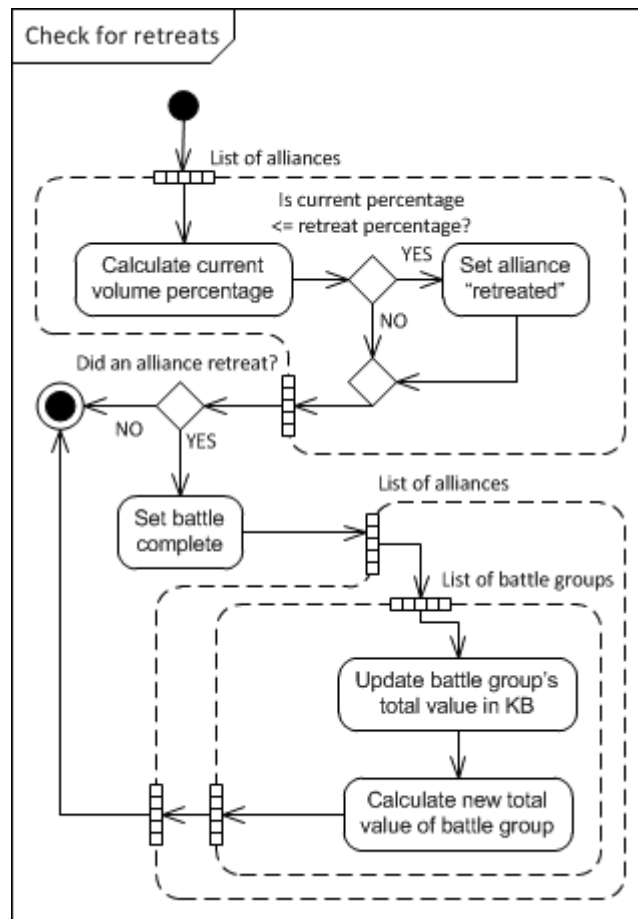 Check for retreats
List of alliances
Is current percentage
<= retreat percentage?
Calculate current
volume percentage
YES
Set alliance
“retreated”
NO
Did an alliance retreat?
NO
YES
List of alliances
Set battle
complete
List of battle groups
Update battle group’s
total value in KB
Calculate new total
value of battle group